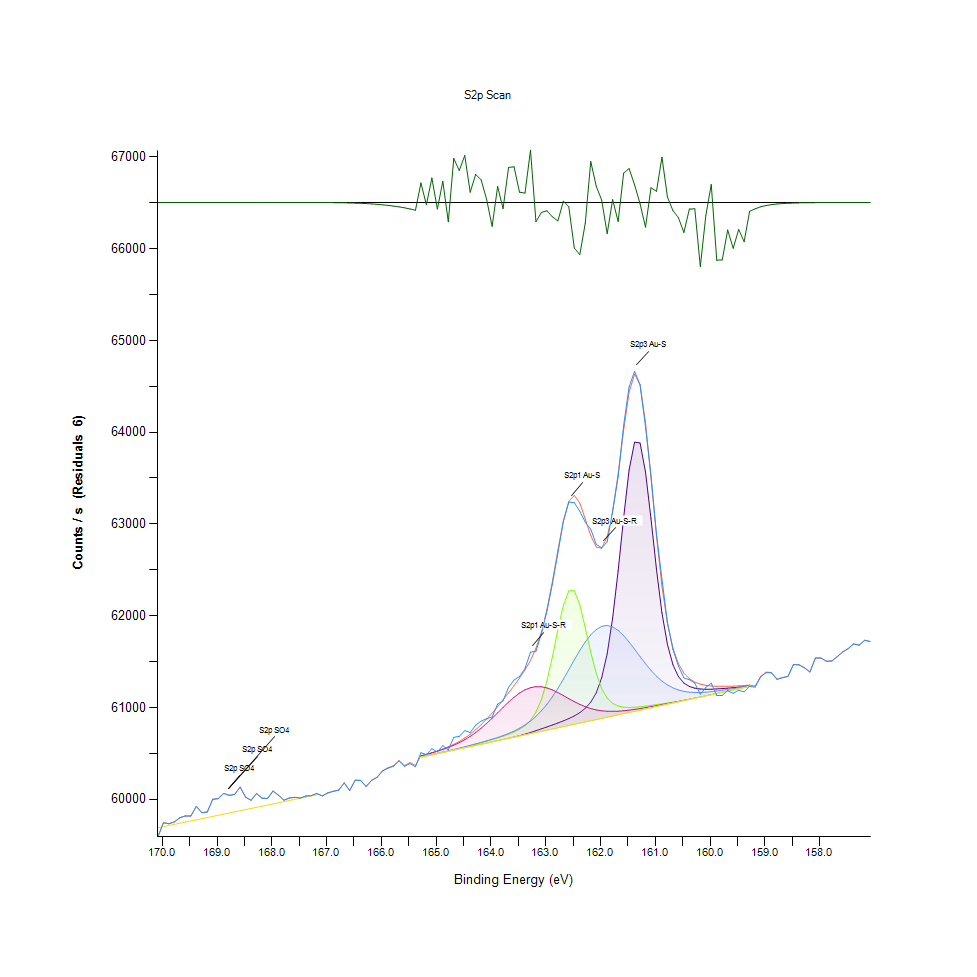 S2p Scan
67000
66000
65000
64000
63000
62000
61000
60000
Counts / s (Residuals 6)
S2p3 Au-S
S2p1 Au-S
S2p3 Au-S-R
S2p1 Au-S-R
S2p SO4
S2p SO4
S2p SO4
170.0 169.0 168.0 167.0 166.0 165.0 164.0 163.0 162.0 161.0 160.0 159.0 158.0
Binding Energy (eV)